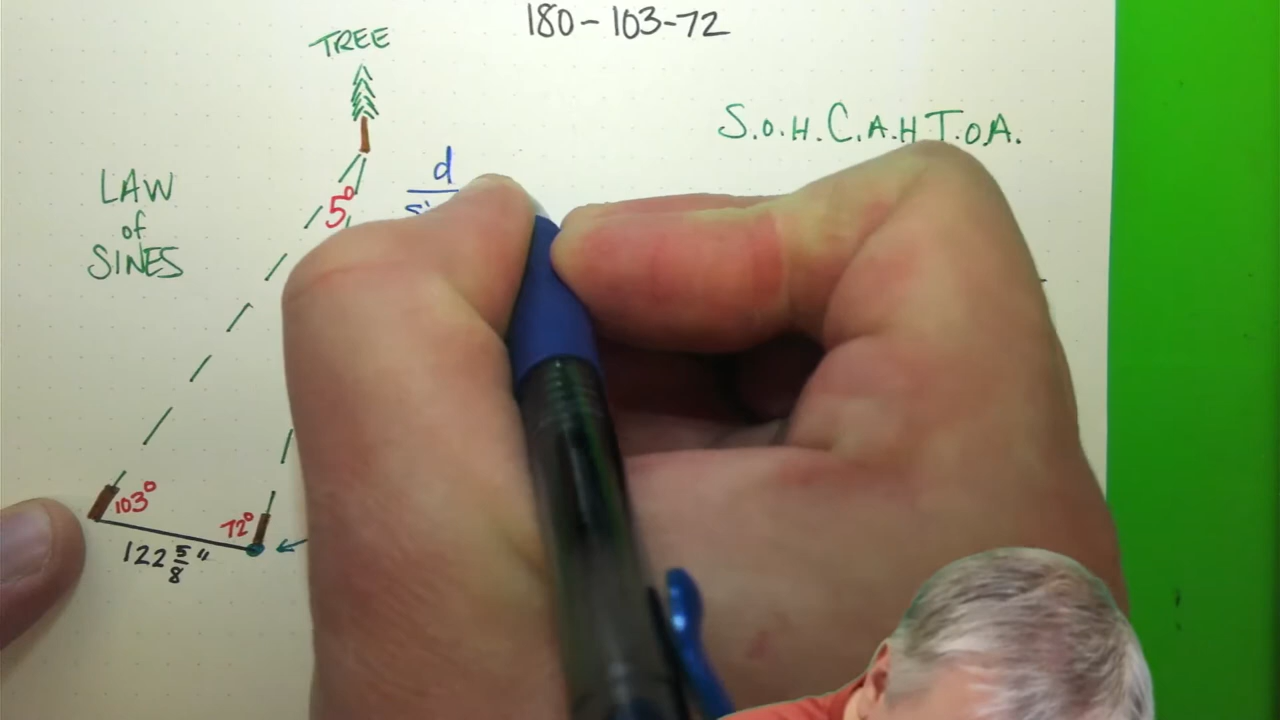 180 - 103 - 72
TREE
S.O.H.C.A.H.T.O.A.
d
LAW
of
SINES
5°
103°
72°
122 5/8"